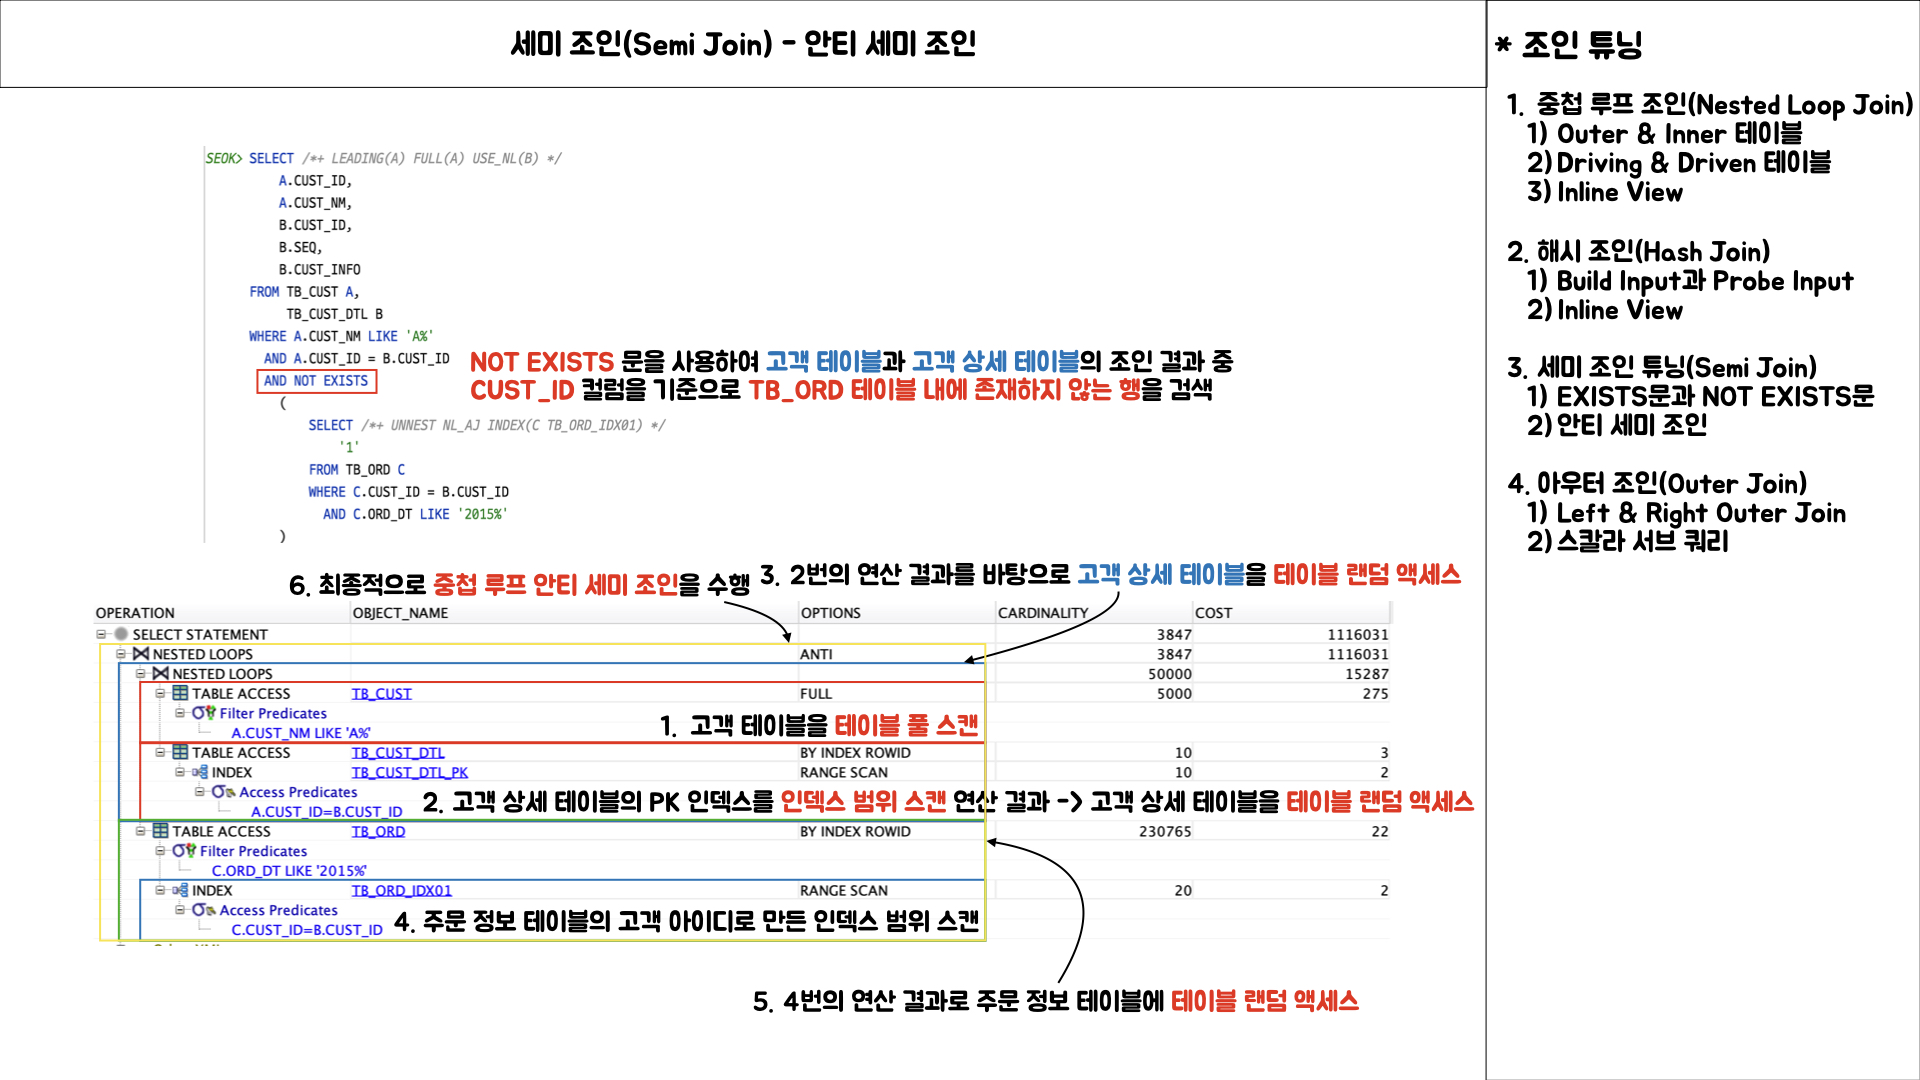 세미 조인(Semi Join) - 안티 세미 조인
SEOK> SELECT /*+ LEADING(A) FULL(A) USE_NL(B) */
A.CUST_ID,
A.CUST_NM,
B.CUST_ID,
B.SEQ,
B.CUST_INFO
FROM TB_CUST A,
TB_CUST_DTL B
WHERE A.CUST_NM LIKE 'A%'
AND A.CUST_ID = B.CUST_ID
AND NOT EXISTS
(
SELECT /*+ UNNEST NL_AJ INDEX(C TB_ORD_IDX01) */
'1'
FROM TB_ORD C
WHERE C.CUST_ID = B.CUST_ID
AND C.ORD_DT LIKE '2015%'
)
NOT EXISTS 문을 사용하여 고객 테이블과 고객 상세 테이블의 조인 결과 중
CUST_ID 컬럼을 기준으로 TB_ORD 테이블 내에 존재하지 않는 행을 검색
6. 최종적으로 중첩 루프 안티 세미 조인을 수행
3. 2번의 연산 결과를 바탕으로 고객 상세 테이블을 테이블 랜덤 액세스
OPERATION OBJECT_NAME OPTIONS CARDINALITY COST
SELECT STATEMENT 3847 1116031
NESTED LOOPS ANTI 3847 1116031
NESTED LOOPS 50000 15287
TABLE ACCESS TB_CUST FULL 5000 275
Filter Predicates
A.CUST_NM LIKE 'A%'
1. 고객 테이블을 테이블 풀 스캔
TABLE ACCESS TB_CUST_DTL BY INDEX ROWID 10 3
INDEX TB_CUST_DTL_PK RANGE SCAN 10 2
Access Predicates
A.CUST_ID=B.CUST_ID
2. 고객 상세 테이블의 PK 인덱스를 인덱스 범위 스캔 연산 결과 -> 고객 상세 테이블을 테이블 랜덤 액세스
TABLE ACCESS TB_ORD BY INDEX ROWID 230765 22
Filter Predicates
C.ORD_DT LIKE '2015%'
INDEX TB_ORD_IDX01 RANGE SCAN 20 2
Access Predicates
C.CUST_ID=B.CUST_ID
4. 주문 정보 테이블의 고객 아이디로 만든 인덱스 범위 스캔
5. 4번의 연산 결과로 주문 정보 테이블에 테이블 랜덤 액세스
* 조인 튜닝
1. 중첩 루프 조인(Nested Loop Join)
1) Outer & Inner 테이블
2) Driving & Driven 테이블
3) Inline View
2. 해시 조인(Hash Join)
1) Build Input과 Probe Input
2) Inline View
3. 세미 조인 튜닝(Semi Join)
1) EXISTS문과 NOT EXISTS문
2) 안티 세미 조인
4. 아우터 조인(Outer Join)
1) Left & Right Outer Join
2) 스칼라 서브 쿼리